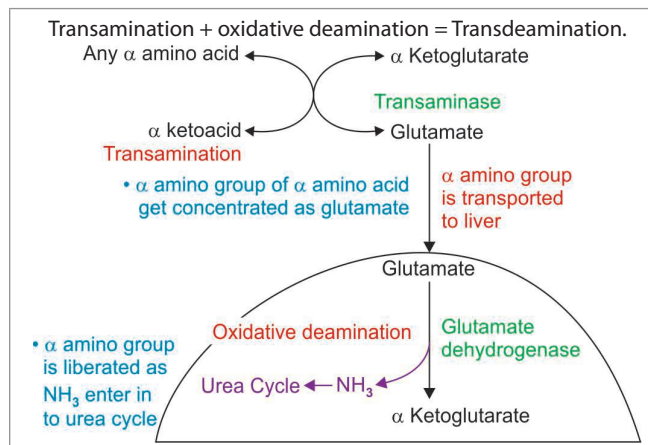 Transamination + oxidative deamination = Transdeamination.
Any α amino acid
α Ketoglutarate
Transaminase
α ketoacid
Glutamate
Transamination
• α amino group of α amino acid
get concentrated as glutamate
α amino group
is transported
to liver
Glutamate
Oxidative deamination
Glutamate
dehydrogenase
• α amino group
is liberated as
NH₃ enter in
to urea cycle
Urea Cycle
NH₃
α Ketoglutarate